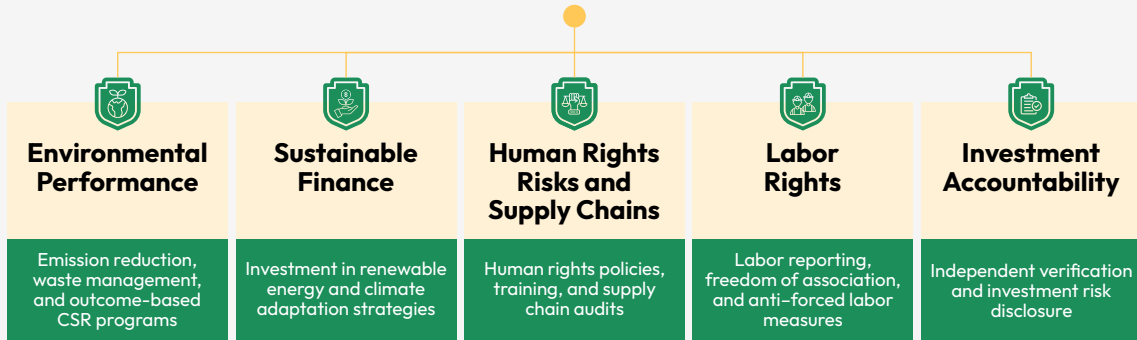 Environmental
Performance
Emission reduction,
waste management,
and outcome-based
CSR programs
Sustainable
Finance
Investment in renewable
energy and climate
adaptation strategies
Human Rights
Risks and
Supply Chains
Human rights policies,
training, and supply
chain audits
Labor
Rights
Labor reporting,
freedom of association,
and anti–forced labor
measures
Investment
Accountability
Independent verification
and investment risk
disclosure